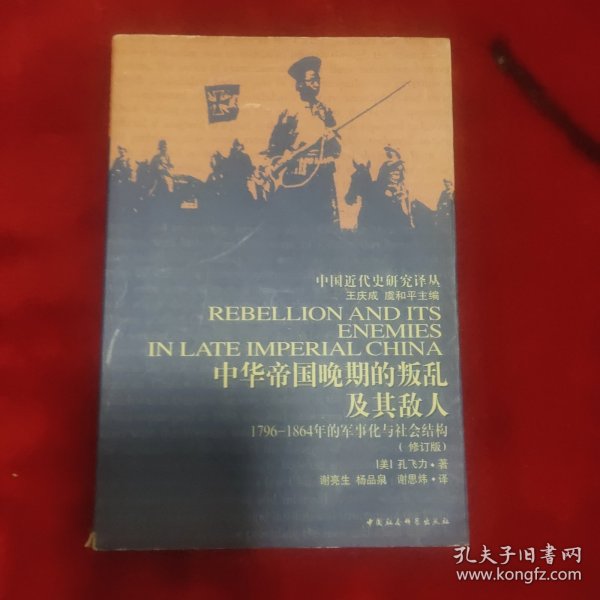 中国近代史研究译丛
王庆成 虞和平主编
REBELLION AND ITS
ENEMIES
IN LATE IMPERIAL CHINA
中华帝国晚期的叛乱
及其敌人
1796-1864年的军事化与社会结构
(修订版)
[美] 孔飞力·著
谢亮生 杨品泉 谢思炜·译
中国社会科学出版社
孔夫子旧书网
www.kongfz.com